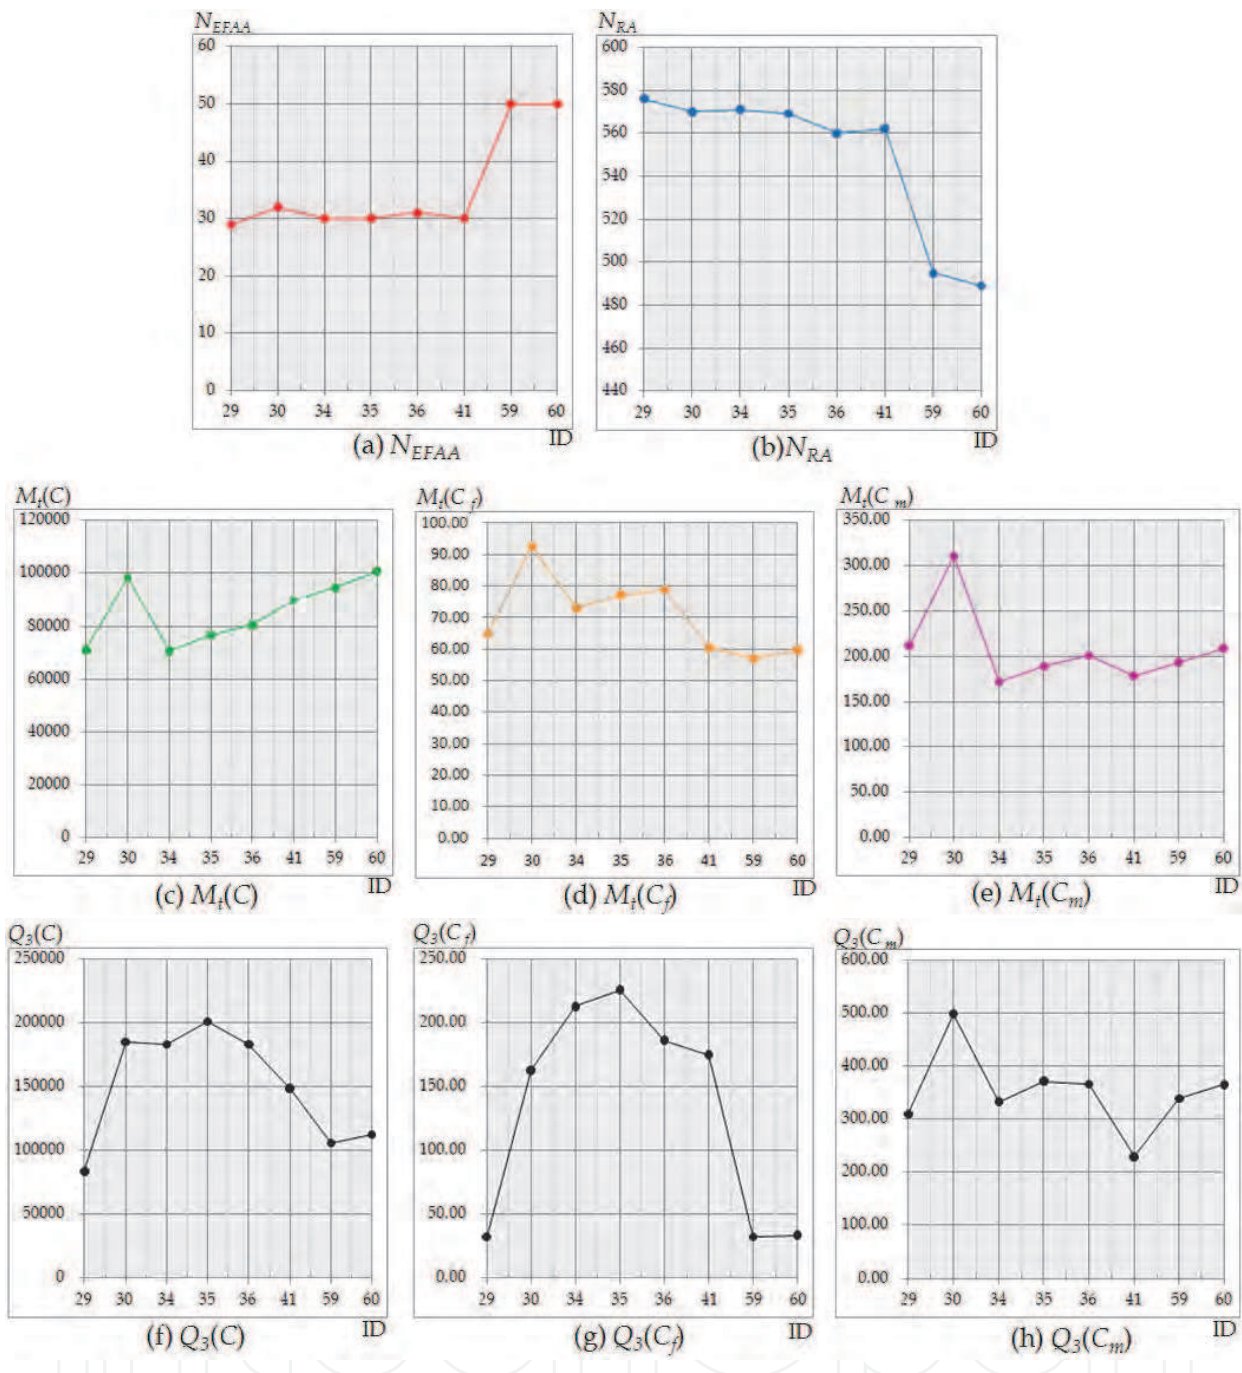 N_EFAA
60
50
40
30
20
10
0
29 30 34 35 36 41 59 60
ID
(a) N_EFAA
N_RA
600
580
560
540
520
500
480
460
440
29 30 34 35 36 41 59 60
ID
(b)N_RA
M_t(C)
120000
100000
80000
60000
40000
20000
0
29 30 34 35 36 41 59 60
ID
(c) M_t(C)
M_t(C_f)
100.00
90.00
80.00
70.00
60.00
50.00
40.00
30.00
20.00
10.00
0.00
29 30 34 35 36 41 59 60
ID
(d) M_t(C_f)
M_t(C_m)
350.00
300.00
250.00
200.00
150.00
100.00
50.00
0.00
29 30 34 35 36 41 59 60
ID
(e) M_t(C_m)
Q_3(C)
250000
200000
150000
100000
50000
0
29 30 34 35 36 41 59 60
ID
(f) Q_3(C)
Q_3(C_f)
250.00
200.00
150.00
100.00
50.00
0.00
29 30 34 35 36 41 59 60
ID
(g) Q_3(C_f)
Q_3(C_m)
600.00
500.00
400.00
300.00
200.00
100.00
0.00
29 30 34 35 36 41 59 60
ID
(h) Q_3(C_m)